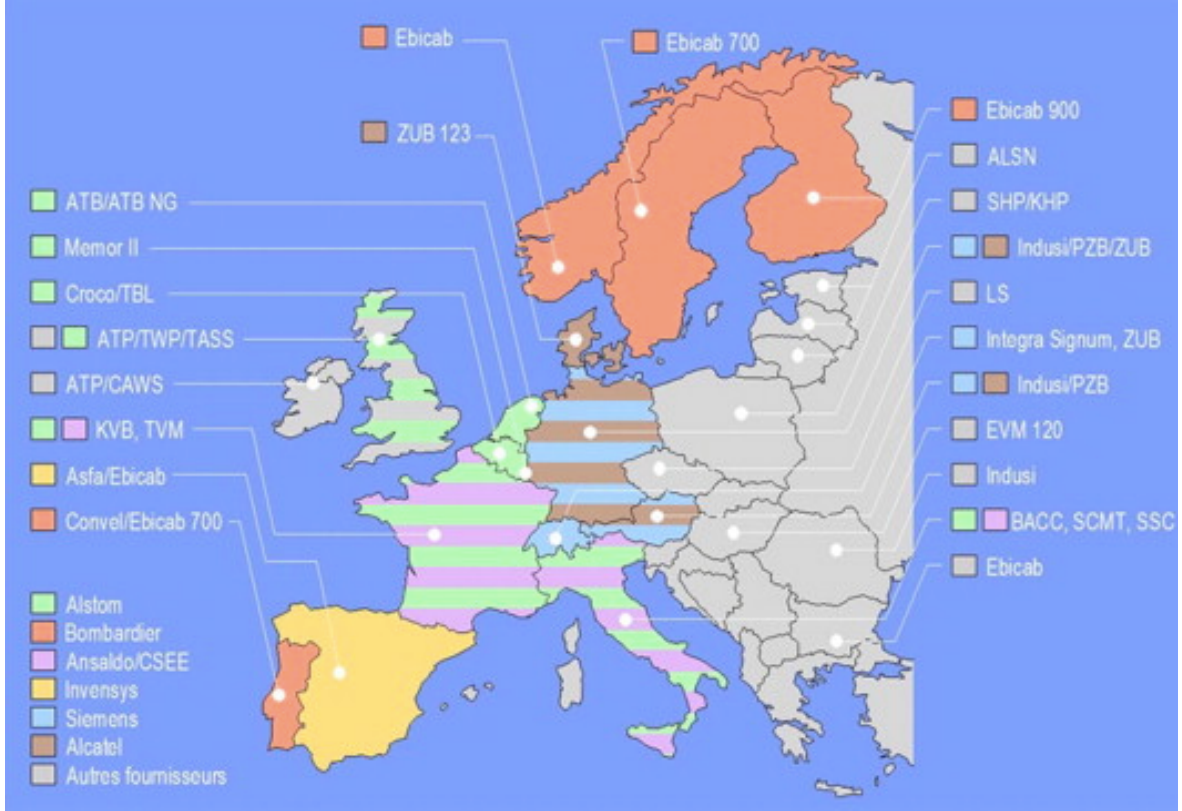 Ebicab
Ebicab 700
ZUB 123
ATB/ATB NG
Memor II
Croco/TBL
ATP/TWP/TASS
ATP/CAWS
KVB, TVM
Asfa/Ebicab
Convel/Ebicab 700
Ebicab 900
ALSN
SHP/KHP
Indusi/PZB/ZUB
LS
Integra Signum, ZUB
Indusi/PZB
EVM 120
Indusi
BACC, SCMT, SSC
Ebicab
Alstom
Bombardier
Ansaldo/CSEE
Invensys
Siemens
Alcatel
Autres fournisseurs